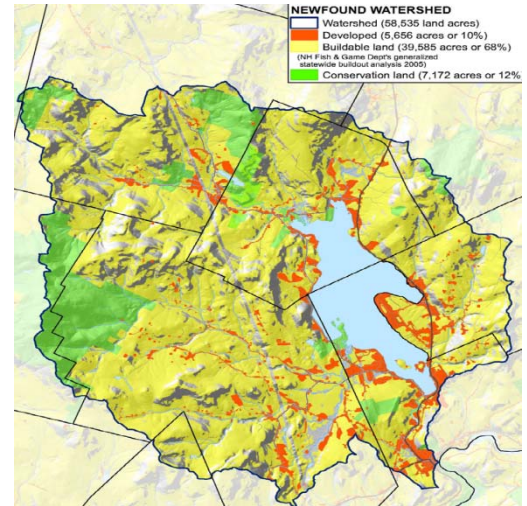 NEWFOUND WATERSHED
Watershed (58,535 land acres)
Developed (5,656 acres or 10%)
Buildable land (39,585 acres or 68%)
(NH Fish & Game Dept's generalized
statewide buildout analysis 2005)
Conservation land (7,172 acres or 12%)